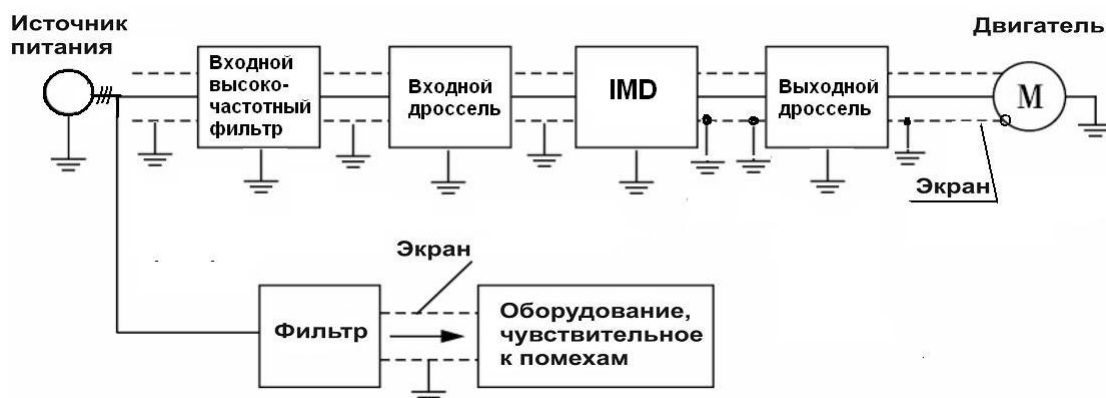 Источник
питания
Двигатель
Входной
высоко-
частотный
фильтр
Входной
дроссель
IMD
Выходной
дроссель
M
Экран
Экран
Фильтр
Оборудование,
чувствительное
к помехам